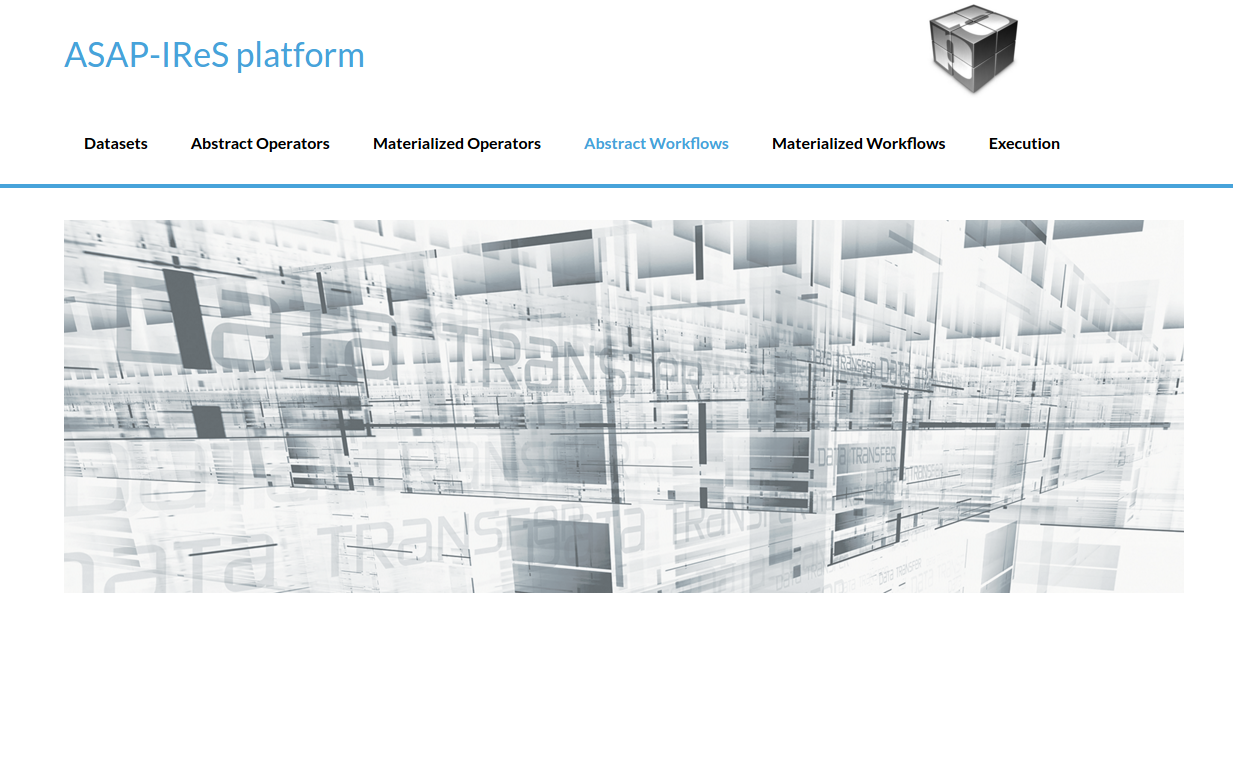 ASAP-IReS platform
Datasets Abstract Operators Materialized Operators Abstract Workflows Materialized Workflows Execution
Data TRANSFER
DATA TRANSFER DATA
DATA TRANSFER
TRANSFER
DATA TRANSFER
DATA TRANSFER
DATA TRANSFER